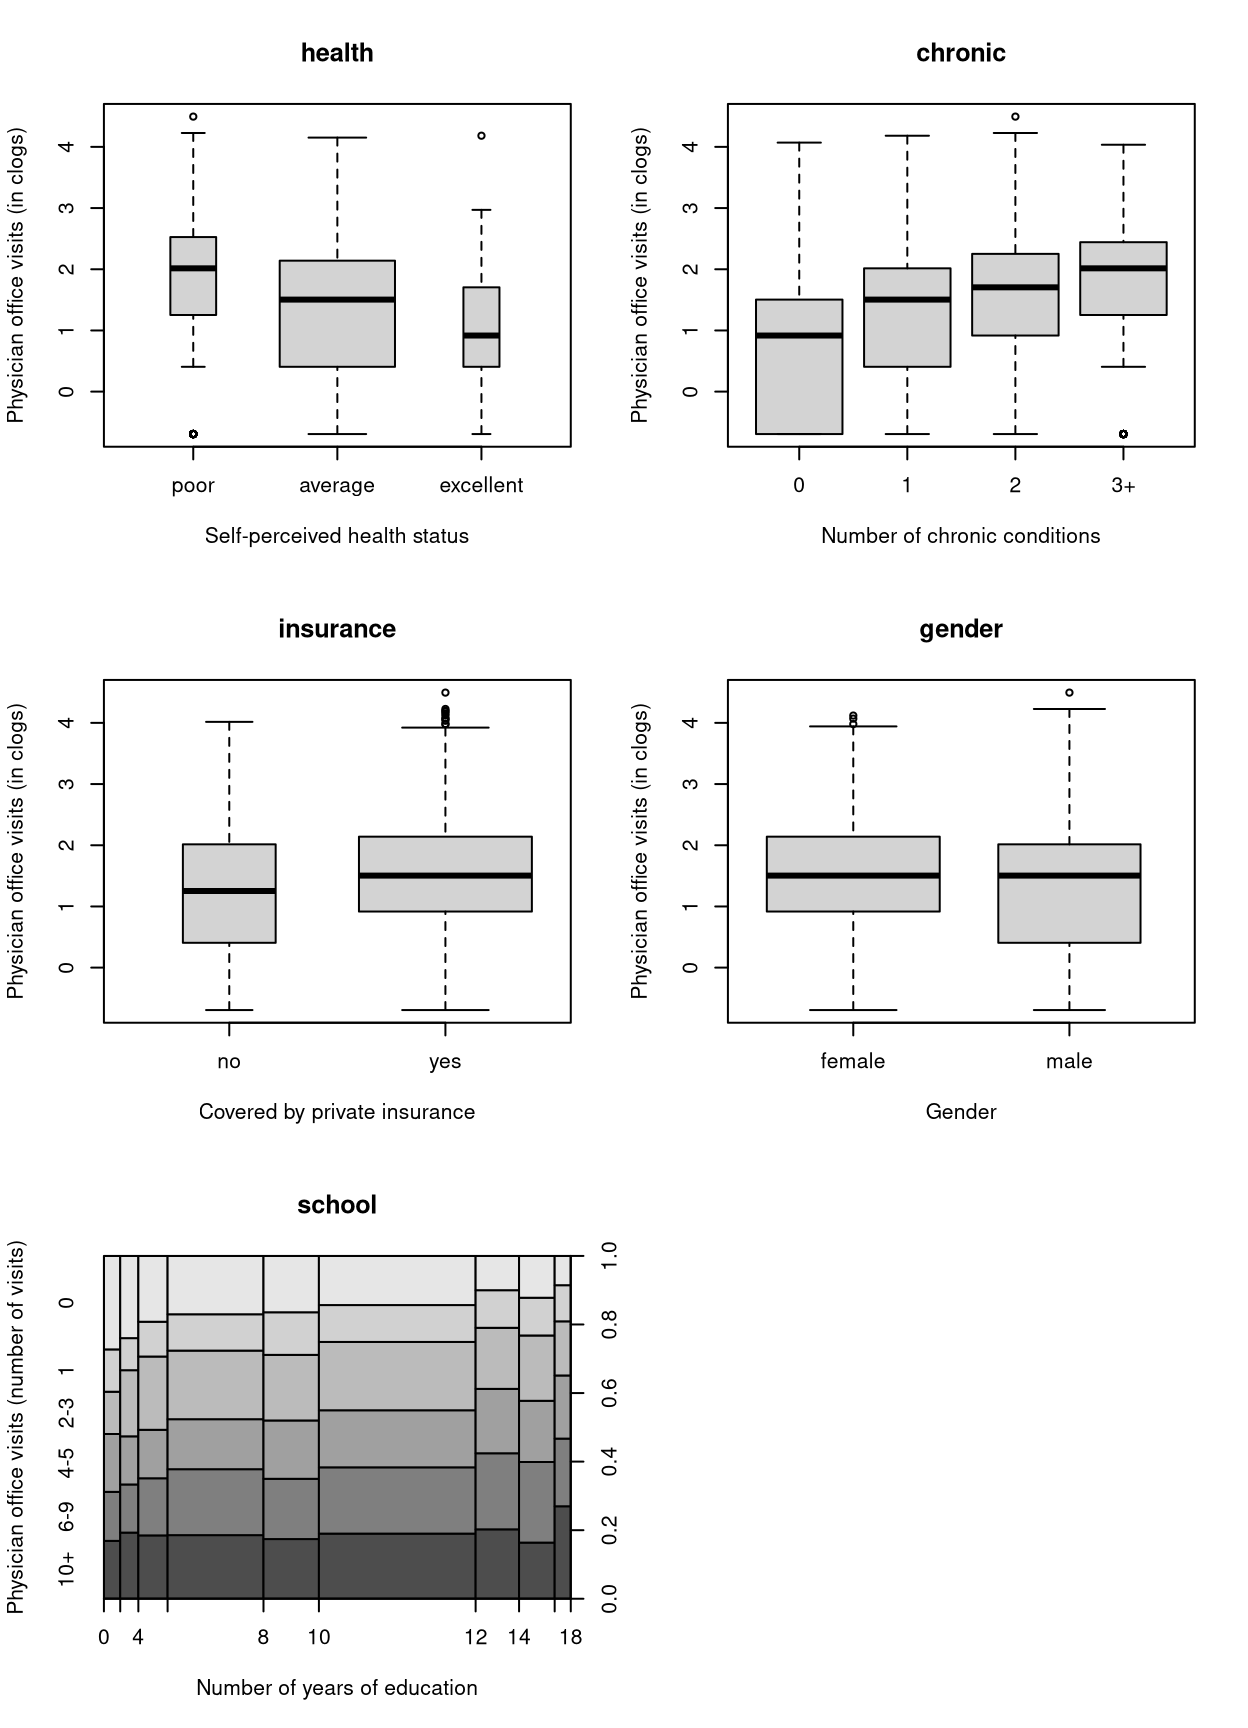 health
Physician office visits (in clogs)
4
3
2
1
0
poor average excellent
Self-perceived health status
chronic
Physician office visits (in clogs)
4
3
2
1
0
0 1 2 3+
Number of chronic conditions
insurance
Physician office visits (in clogs)
4
3
2
1
0
no yes
Covered by private insurance
gender
Physician office visits (in clogs)
4
3
2
1
0
female male
Gender
school
Physician office visits (number of visits)
0
1
2-3
4-5
6-9
10+
1.0
0.8
0.6
0.4
0.2
0.0
0 4 8 10 12 14 18
Number of years of education